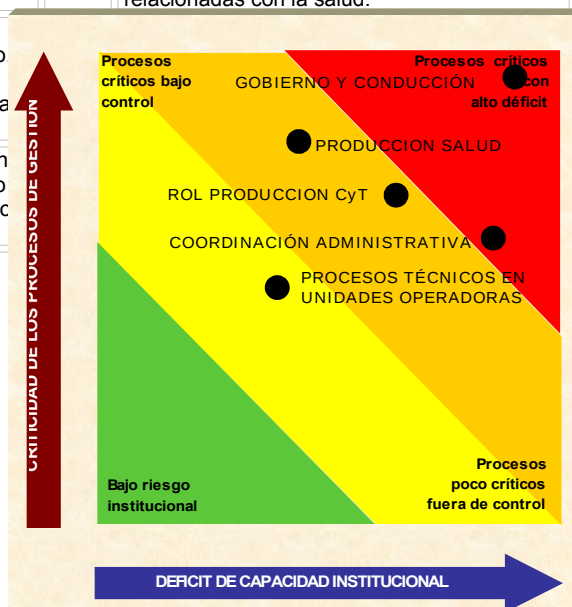 relacionadas con la salud.
Procesos
críticos bajo
control
Procesos críticos
con
alto déficit
GOBIERNO Y CONDUCCIÓN
PRODUCCION SALUD
ROL PRODUCCION CyT
COORDINACIÓN ADMINISTRATIVA
PROCESOS TÉCNICOS EN
UNIDADES OPERADORAS
Bajo riesgo
institucional
Procesos
poco críticos
fuera de control
CRITICIDAD DE LOS PROCESOS DE GESTIÓN
DEFICIT DE CAPACIDAD INSTITUCIONAL